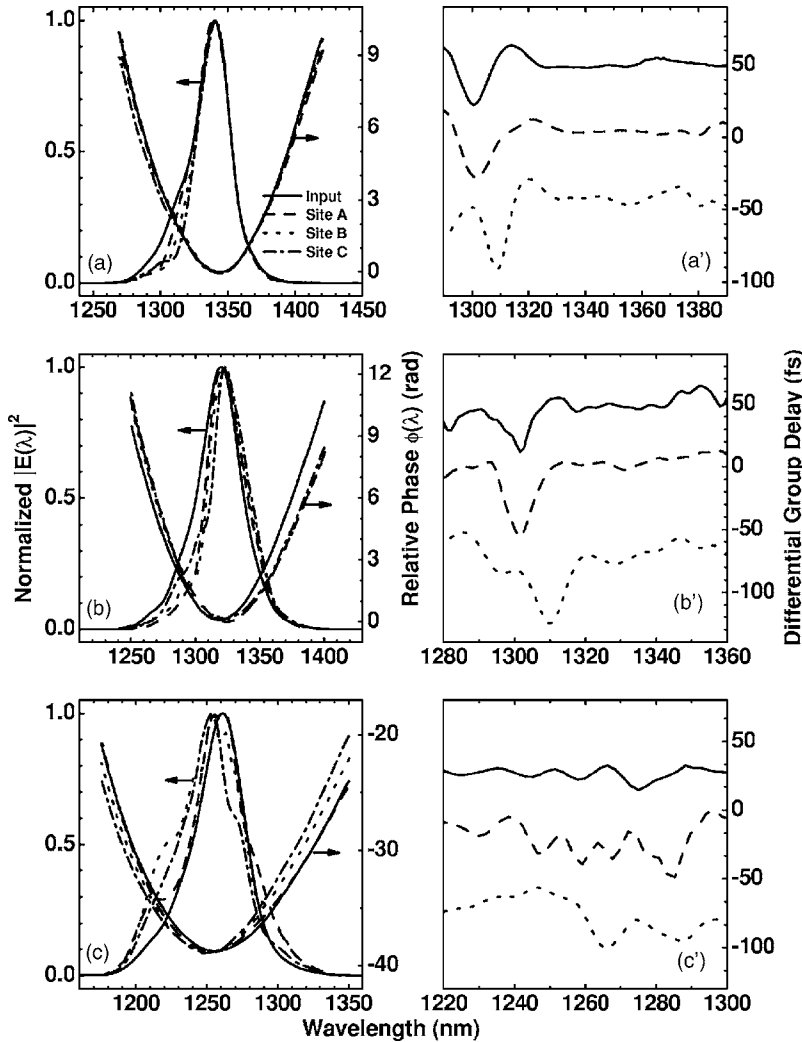 1.0
0.5
0.0
9
6
3
0
Input
Site A
Site B
Site C
(a)
1250 1300 1350 1400 1450
50
0
-50
-100
(a')
1300 1320 1340 1360 1380
1.0
0.5
0.0
12
9
6
3
0
(b)
1250 1300 1350 1400
50
0
-50
-100
(b')
1280 1300 1320 1340 1360
1.0
0.5
0.0
-20
-30
-40
(c)
1200 1250 1300 1350
50
0
-50
-100
(c')
1220 1240 1260 1280 1300
Normalized |E(λ)|²
Relative Phase ϕ(λ) (rad)
Differential Group Delay (fs)
Wavelength (nm)